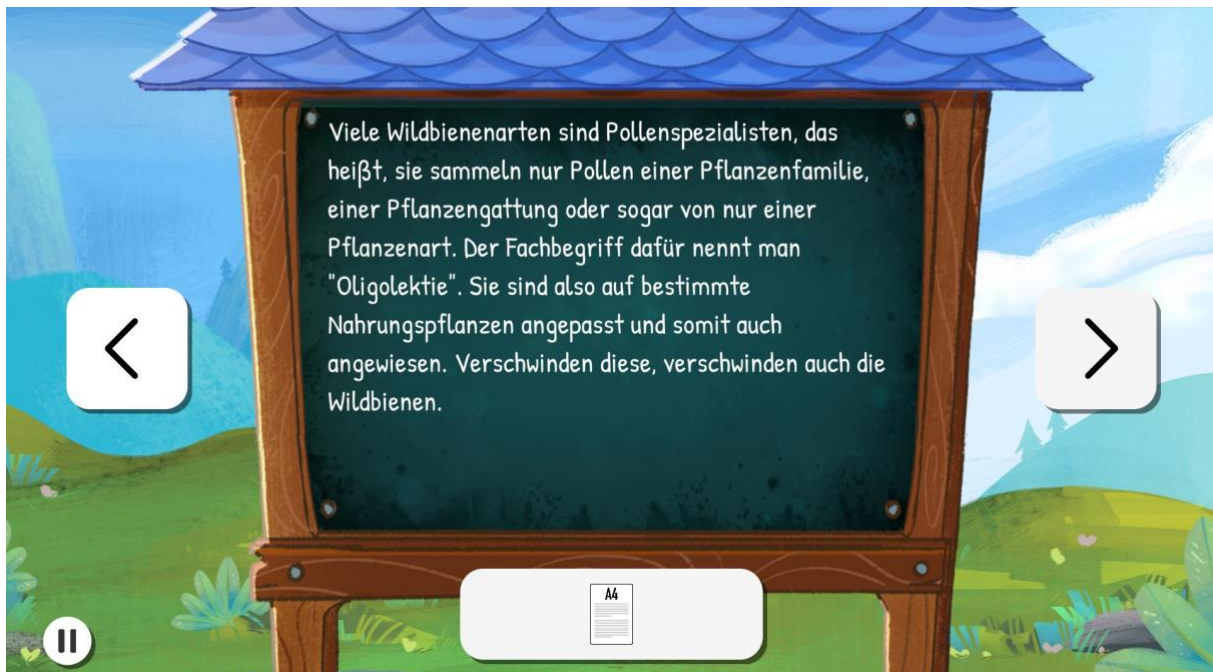 Viele Wildbienenarten sind Pollenspezialisten, das
heißt, sie sammeln nur Pollen einer Pflanzenfamilie,
einer Pflanzengattung oder sogar von nur einer
Pflanzenart. Der Fachbegriff dafür nennt man
"Oligolektie". Sie sind also auf bestimmte
Nahrungspflanzen angepasst und somit auch
angewiesen. Verschwinden diese, verschwinden auch die
Wildbienen.
A4